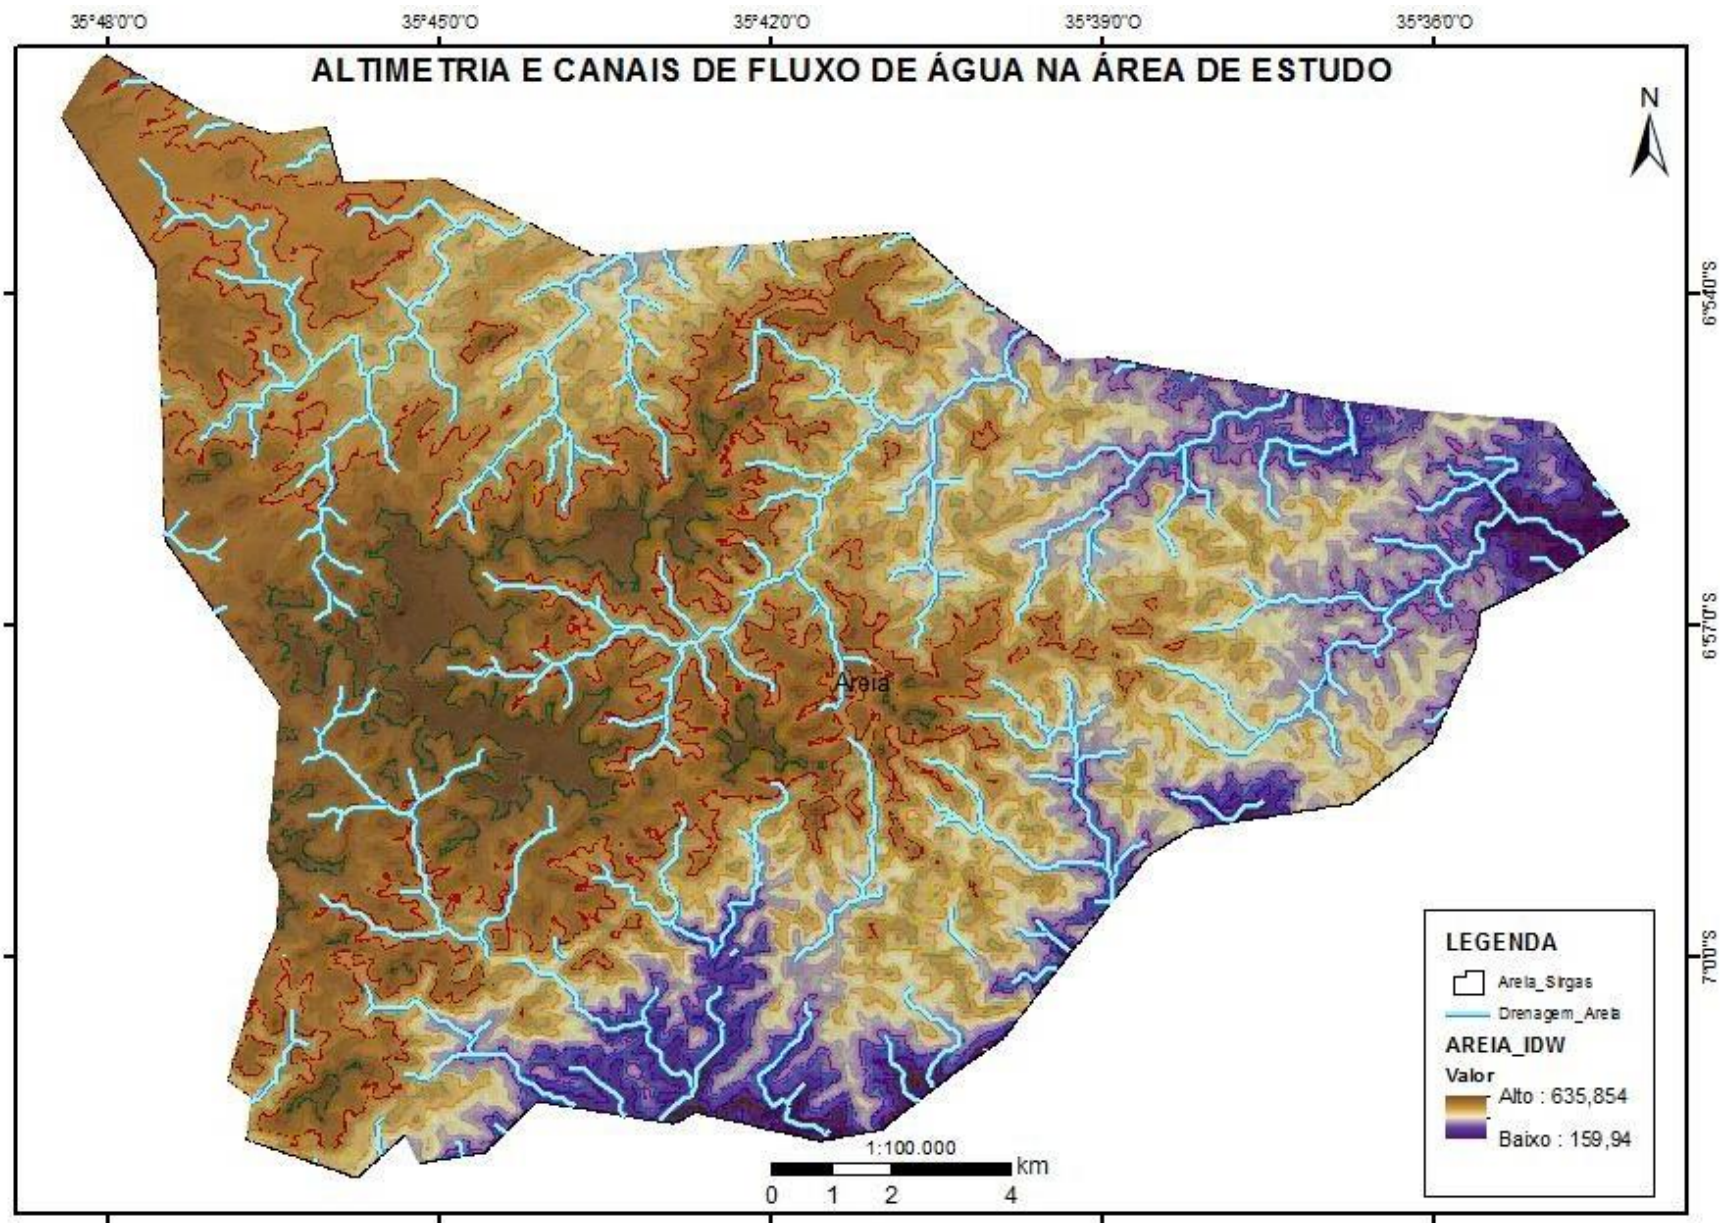 35°48'0"O 35°45'0"O 35°42'0"O 35°39'0"O 35°36'0"O
ALTIMETRIA E CANAIS DE FLUXO DE ÁGUA NA ÁREA DE ESTUDO
N
6°54'0"S
6°57'0"S
Areia
7°0'0"S
LEGENDA
Areia_Sirgas
Drenagem_Areia
AREIA_IDW
Valor
Alto : 635,854
Baixo : 159,94
1:100.000
km
0 1 2 4